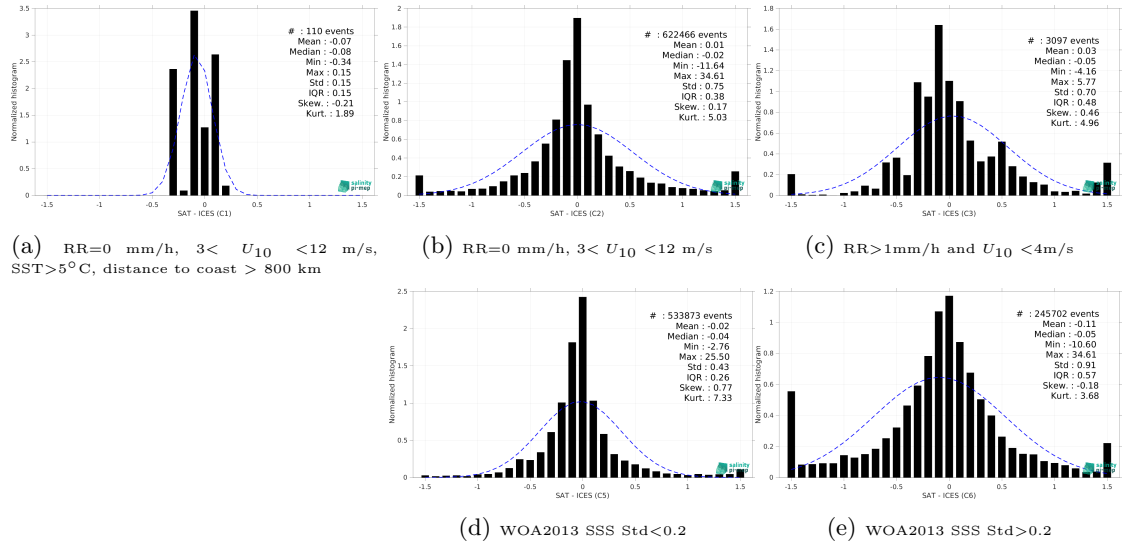 3.5
3
2.5
2
1.5
1
0.5
0
Normalized histogram
# : 110 events
Mean : -0.07
Median : -0.08
Min : -0.34
Max : 0.15
Std : 0.15
IQR : 0.15
Skew. : -0.21
Kurt. : 1.89
salinity
pi-mep
-1.5 -1 -0.5 0 0.5 1 1.5
SAT - ICES (C1)
(a) RR=0 mm/h, 3< U10 <12 m/s,
SST>5°C, distance to coast > 800 km
2
1.8
1.6
1.4
1.2
1
0.8
0.6
0.4
0.2
0
Normalized histogram
# : 622466 events
Mean : 0.01
Median : -0.02
Min : -11.64
Max : 34.61
Std : 0.75
IQR : 0.38
Skew. : 0.17
Kurt. : 5.03
salinity
pi-mep
-1.5 -1 -0.5 0 0.5 1 1.5
SAT - ICES (C2)
(b) RR=0 mm/h, 3< U10 <12 m/s
1.8
1.6
1.4
1.2
1
0.8
0.6
0.4
0.2
0
Normalized histogram
# : 3097 events
Mean : 0.03
Median : -0.05
Min : -4.16
Max : 5.77
Std : 0.70
IQR : 0.48
Skew. : 0.46
Kurt. : 4.96
salinity
pi-mep
-1.5 -1 -0.5 0 0.5 1 1.5
SAT - ICES (C3)
(c) RR>1mm/h and U10 <4m/s
2.5
2
1.5
1
0.5
0
Normalized histogram
# : 533873 events
Mean : -0.02
Median : -0.04
Min : -2.76
Max : 25.50
Std : 0.43
IQR : 0.26
Skew. : 0.77
Kurt. : 7.33
salinity
pi-mep
-1.5 -1 -0.5 0 0.5 1 1.5
SAT - ICES (C5)
(d) WOA2013 SSS Std<0.2
1.2
1
0.8
0.6
0.4
0.2
0
Normalized histogram
# : 245702 events
Mean : -0.11
Median : -0.05
Min : -10.60
Max : 34.61
Std : 0.91
IQR : 0.57
Skew. : -0.18
Kurt. : 3.68
salinity
pi-mep
-1.5 -1 -0.5 0 0.5 1 1.5
SAT - ICES (C6)
(e) WOA2013 SSS Std>0.2